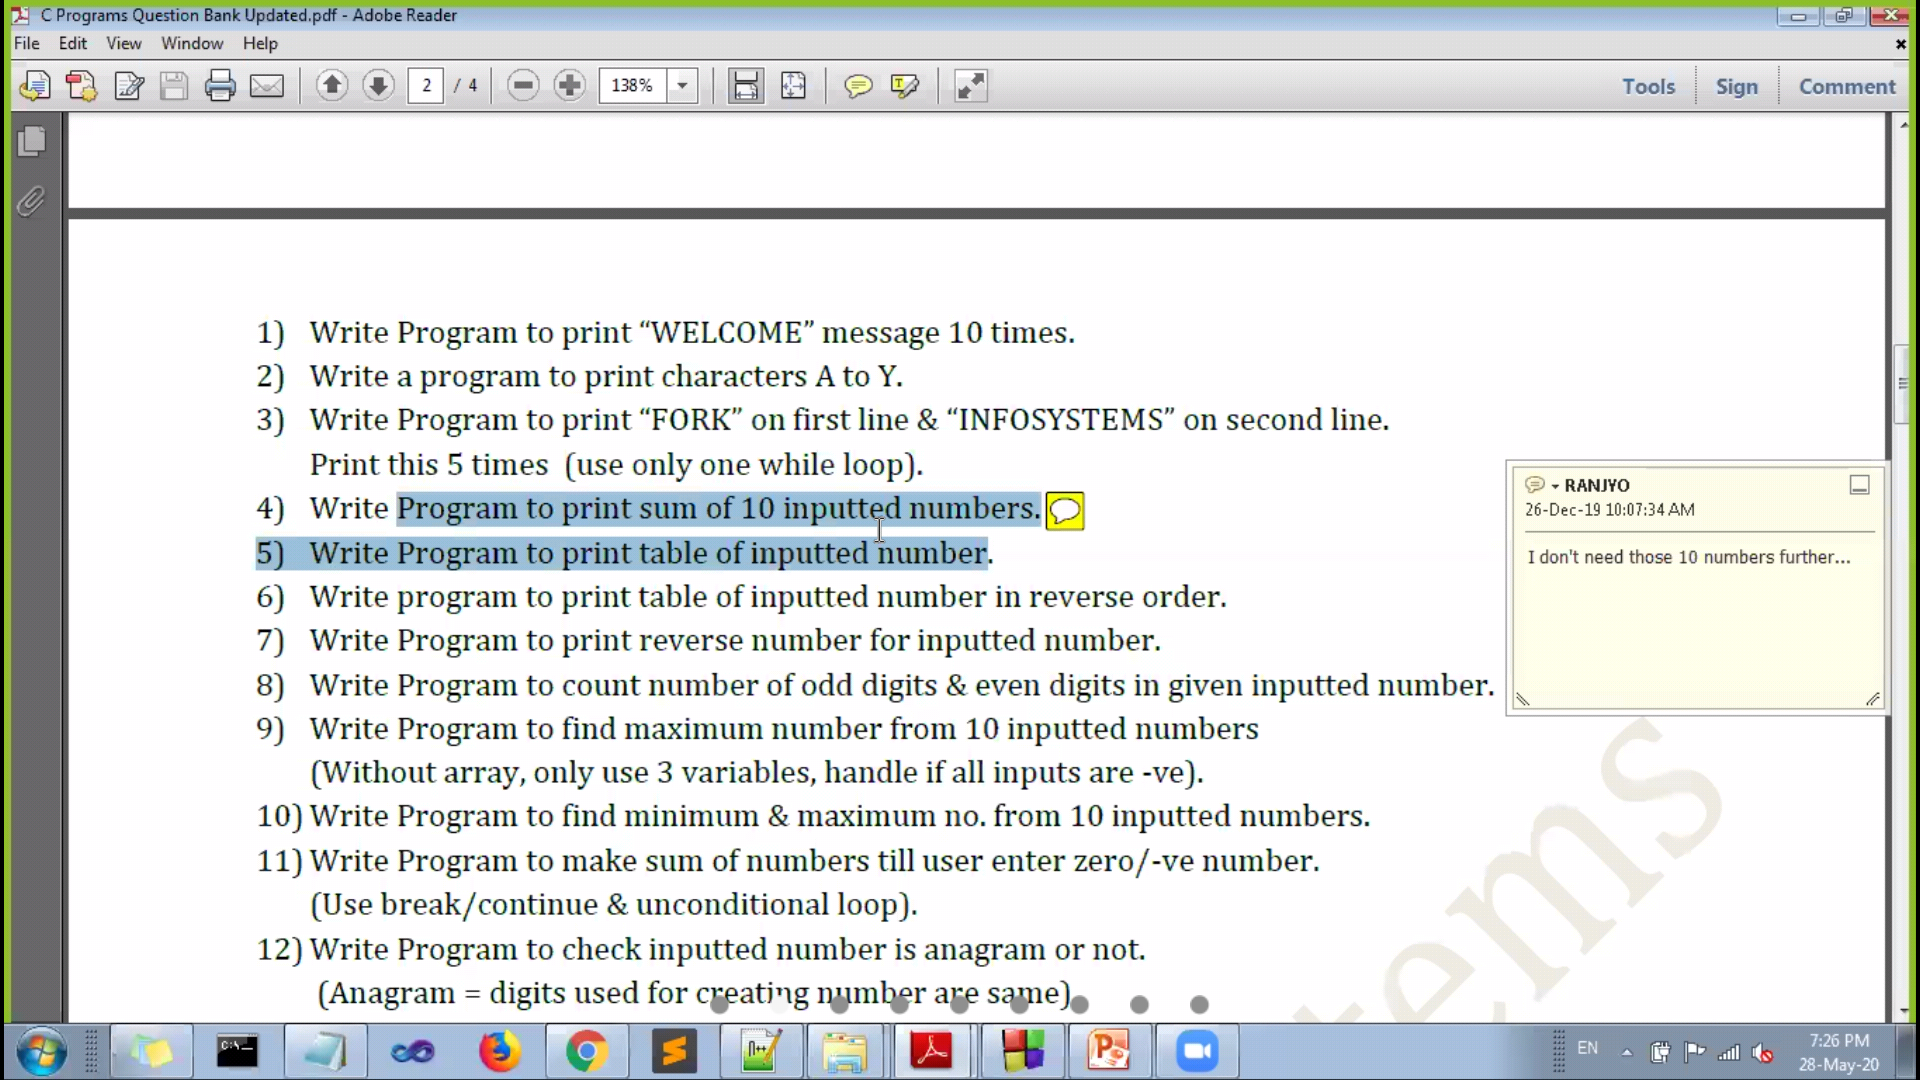 C Programs Question Bank Updated.pdf - Adobe Reader
File Edit View Window Help
2 / 4 138% Tools Sign Comment
1) Write Program to print “WELCOME” message 10 times.
2) Write a program to print characters A to Y.
3) Write Program to print “FORK” on first line & “INFOSYSTEMS” on second line.
Print this 5 times (use only one while loop).
4) Write Program to print sum of 10 inputted numbers.
5) Write Program to print table of inputted number.
6) Write program to print table of inputted number in reverse order.
7) Write Program to print reverse number for inputted number.
8) Write Program to count number of odd digits & even digits in given inputted number.
9) Write Program to find maximum number from 10 inputted numbers
(Without array, only use 3 variables, handle if all inputs are -ve).
10) Write Program to find minimum & maximum no. from 10 inputted numbers.
11) Write Program to make sum of numbers till user enter zero/-ve number.
(Use break/continue & unconditional loop).
12) Write Program to check inputted number is anagram or not.
(Anagram = digits used for creating number are same)
RANJYO
26-Dec-19 10:07:34 AM
I don't need those 10 numbers further...
tems
EN
7:26 PM
28-May-20